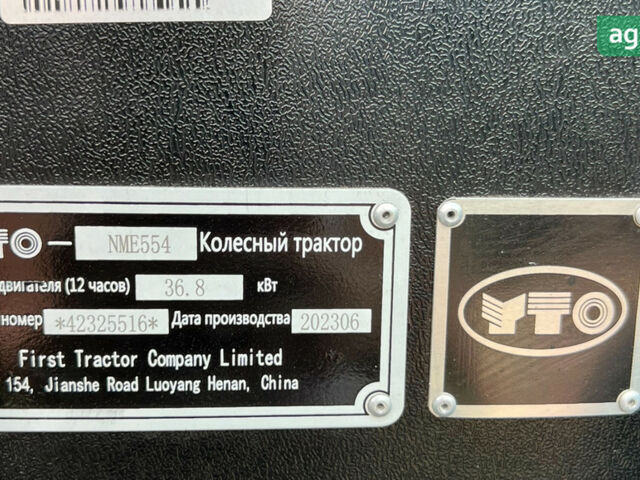 ag
YTO — NME554 Колесный трактор
двигателя (12 часов) 36.8 кВт
номер *42325516* Дата производства 202306
First Tractor Company Limited
154, Jianshe Road Luoyang Henan, China
YTO